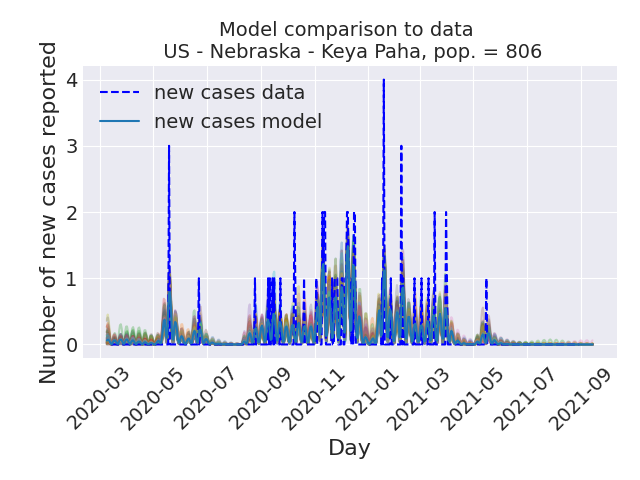 Model comparison to data
US - Nebraska - Keya Paha, pop. = 806
Number of new cases reported
4
3
2
1
0
new cases data
new cases model
2020-03
2020-05
2020-07
2020-09
2020-11
2021-01
2021-03
2021-05
2021-07
2021-09
Day